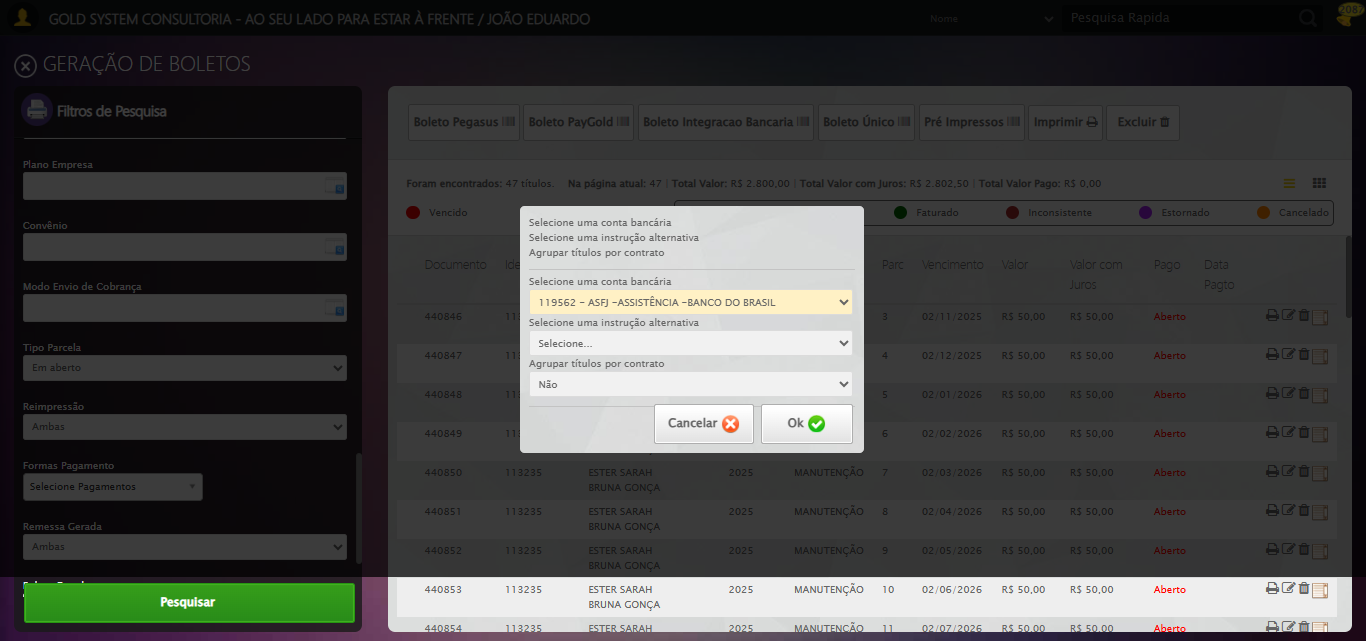 GOLD SYSTEM CONSULTORIA - AO SEU LADO PARA ESTAR À FRENTE / JOÃO EDUARDO
Nome
Pesquisa Rapida
2082
GERAÇÃO DE BOLETOS
Filtros de Pesquisa
Plano Empresa
Convênio
Modo Envio de Cobrança
Tipo Parcela
Em aberto
Reimpressão
Ambas
Formas Pagamento
Selecione Pagamentos
Remessa Gerada
Ambas
Pesquisar
Boleto Pegasus
Boleto PayGold
Boleto Integracao Bancaria
Boleto Único
Pré Impressos
Imprimir
Excluir
Foram encontrados: 47 títulos. Na página atual: 47 | Total Valor: R$ 2.800,00 | Total Valor com Juros: R$ 2.802,50 | Total Valor Pago: R$ 0,00
Vencido
Faturado
Inconsistente
Estornado
Cancelado
Selecione uma conta bancária
Selecione uma instrução alternativa
Agrupar títulos por contrato
Selecione uma conta bancária
119562 - ASFJ -ASSISTÊNCIA -BANCO DO BRASIL
Selecione uma instrução alternativa
Selecione...
Agrupar títulos por contrato
Não
Cancelar
Ok
Documento Parc Vencimento Valor Valor com Juros Pago Data Pagto
440846 3 02/11/2025 R$ 50,00 R$ 50,00 Aberto
440847 4 02/12/2025 R$ 50,00 R$ 50,00 Aberto
440848 5 02/01/2026 R$ 50,00 R$ 50,00 Aberto
440849 6 02/02/2026 R$ 50,00 R$ 50,00 Aberto
440850 113235 ESTER SARAH BRUNA GONÇA 2025 MANUTENÇÃO 7 02/03/2026 R$ 50,00 R$ 50,00 Aberto
440851 113235 ESTER SARAH BRUNA GONÇA 2025 MANUTENÇÃO 8 02/04/2026 R$ 50,00 R$ 50,00 Aberto
440852 113235 ESTER SARAH BRUNA GONÇA 2025 MANUTENÇÃO 9 02/05/2026 R$ 50,00 R$ 50,00 Aberto
440853 113235 ESTER SARAH BRUNA GONÇA 2025 MANUTENÇÃO 10 02/06/2026 R$ 50,00 R$ 50,00 Aberto
440854 113235 ESTER SARAH 2025 MANUTENÇÃO 11 02/07/2026 R$ 50,00 R$ 50,00 Aberto